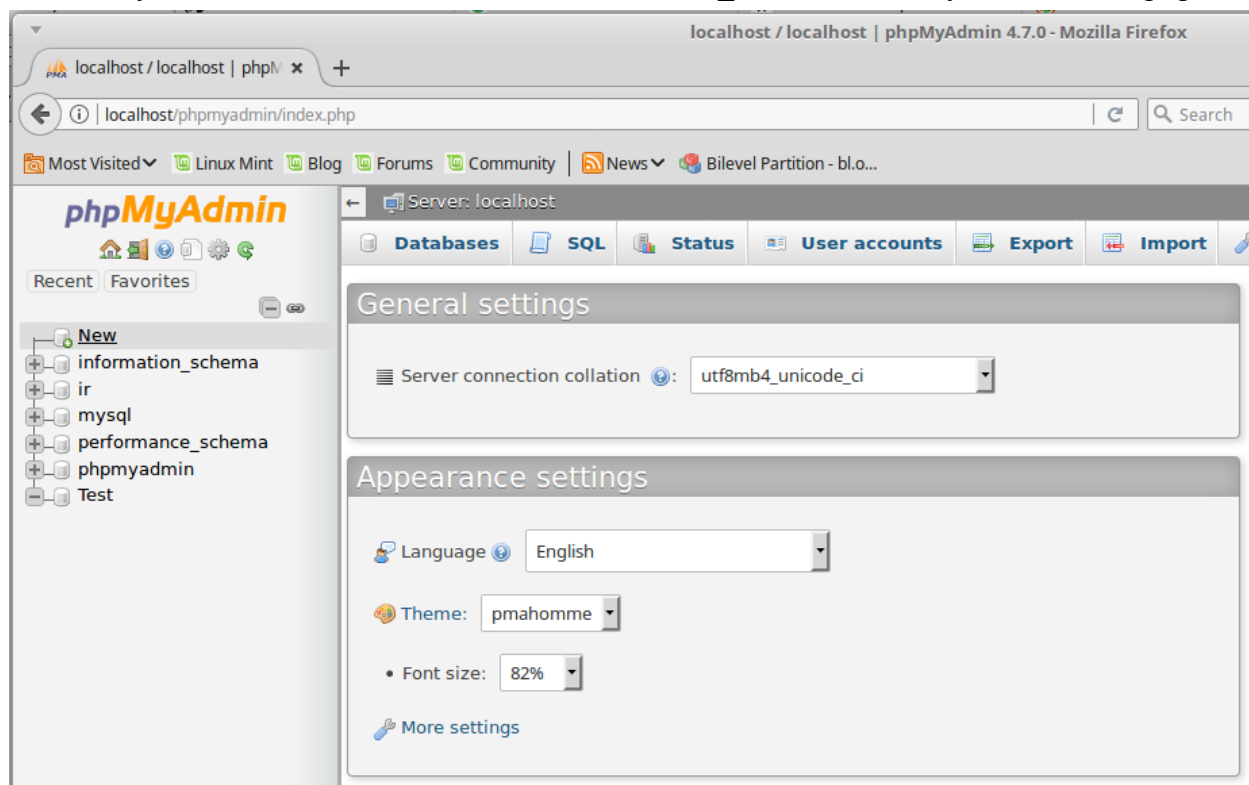 localhost / localhost | phpMyAdmin 4.7.0 - Mozilla Firefox
PMA localhost / localhost | phpM
localhost/phpmyadmin/index.php Search
Most Visited Linux Mint Blog Forums Community News Bilevel Partition - bl.o...
phpMyAdmin
Recent Favorites
New
information_schema
ir
mysql
performance_schema
phpmyadmin
Test
Server: localhost
Databases SQL Status User accounts Export Import
General settings
Server connection collation : utf8mb4_unicode_ci
Appearance settings
Language English
Theme: pmahomme
• Font size: 82%
More settings